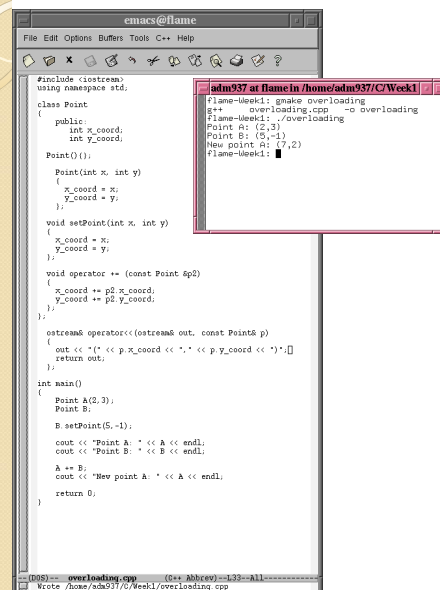 emacs@flame
File Edit Options Buffers Tools C++ Help
#include <iostream>
using namespace std;
class Point
{
public:
int x_coord;
int y_coord;
Point(){};
Point(int x, int y)
{
x_coord = x;
y_coord = y;
};
void setPoint(int x, int y)
{
x_coord = x;
y_coord = y;
};
void operator += (const Point &p2)
{
x_coord += p2.x_coord;
y_coord += p2.y_coord;
};
};
ostream& operator<<(ostream& out, const Point& p)
{
out << "(" << p.x_coord << "," << p.y_coord << ")";
return out;
};
int main()
{
Point A(2,3);
Point B;
B.setPoint(5,-1);
cout << "Point A: " << A << endl;
cout << "Point B: " << B << endl;
A += B;
cout << "New point A: " << A << endl;
return 0;
}
--(DOS)-- overloading.cpp (C++ Abbrev)--L33--All--------------
Wrote /home/adm937/C/Week1/overloading.cpp
adm937 at flame in /home/adm937/C/Week1
flame-Week1: gmake overloading
g++ overloading.cpp -o overloading
flame-Week1: ./overloading
Point A: (2,3)
Point B: (5,-1)
New point A: (7,2)
flame-Week1: